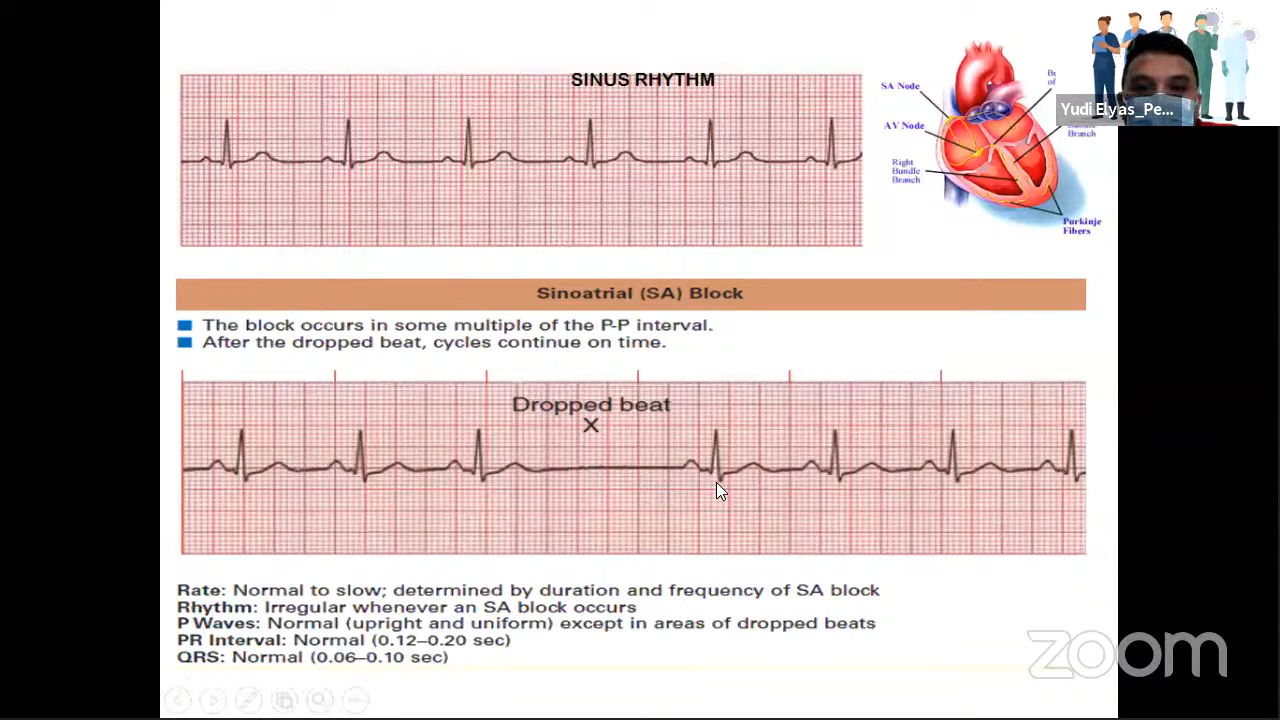 SINUS RHYTHM
SA Node
AV Node
Right
Bundle
Branch
Branch
Purkinje
Fibers
Yudi Elyas_Pe...
Sinoatrial (SA) Block
The block occurs in some multiple of the P-P interval.
After the dropped beat, cycles continue on time.
Dropped beat
X
Rate: Normal to slow; determined by duration and frequency of SA block
Rhythm: Irregular whenever an SA block occurs
P Waves: Normal (upright and uniform) except in areas of dropped beats
PR Interval: Normal (0.12–0.20 sec)
QRS: Normal (0.06–0.10 sec)
zoom